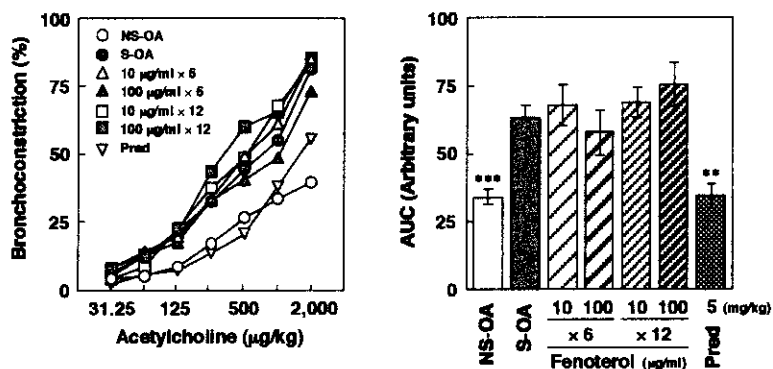 Bronchoconstriction (%)
100
75
50
25
0
NS-OA
S-OA
10 µg/ml × 6
100 µg/ml × 6
10 µg/ml × 12
100 µg/ml × 12
Pred
31.25 125 500 2,000
Acetylcholine (µg/kg)
AUC (Arbitrary units)
100
75
50
25
0
***
**
NS-OA
S-OA
10 100 10 100 5 (mg/kg)
× 6 × 12
Fenoterol (µg/ml)
Pred